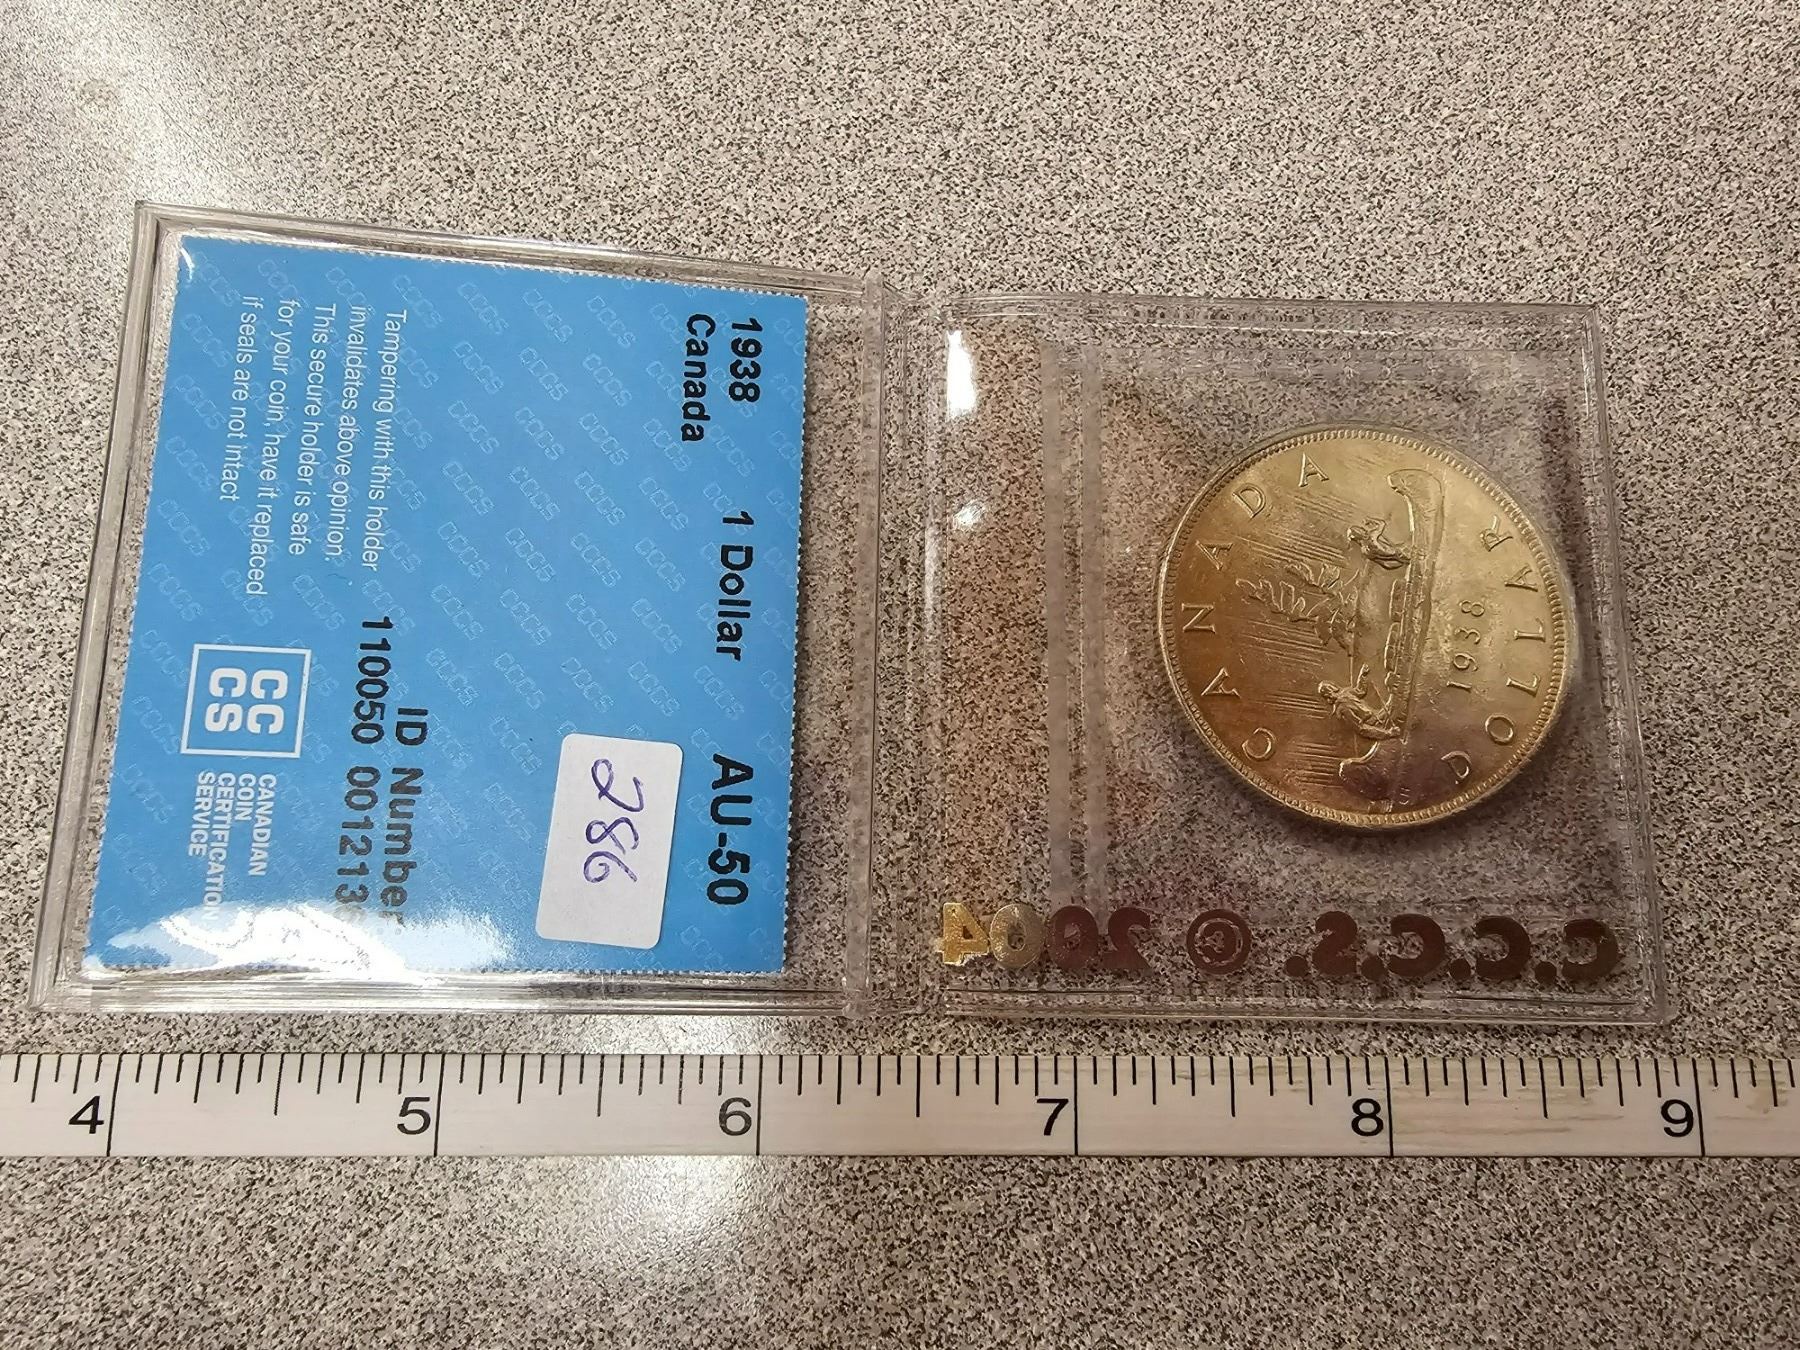 1938
Canada
1 Dollar
AU-50
286
ID Number
110050 001213
Tampering with this holder
invalidates above opinion.
This secure holder is safe
for your coin, have it replaced
if seals are not intact
CC
CS
CANADIAN
COIN
CERTIFICATION
SERVICE
CANADA
1938
DOLLAR
C.C.C.S. © 2004
4 5 6 7 8 9